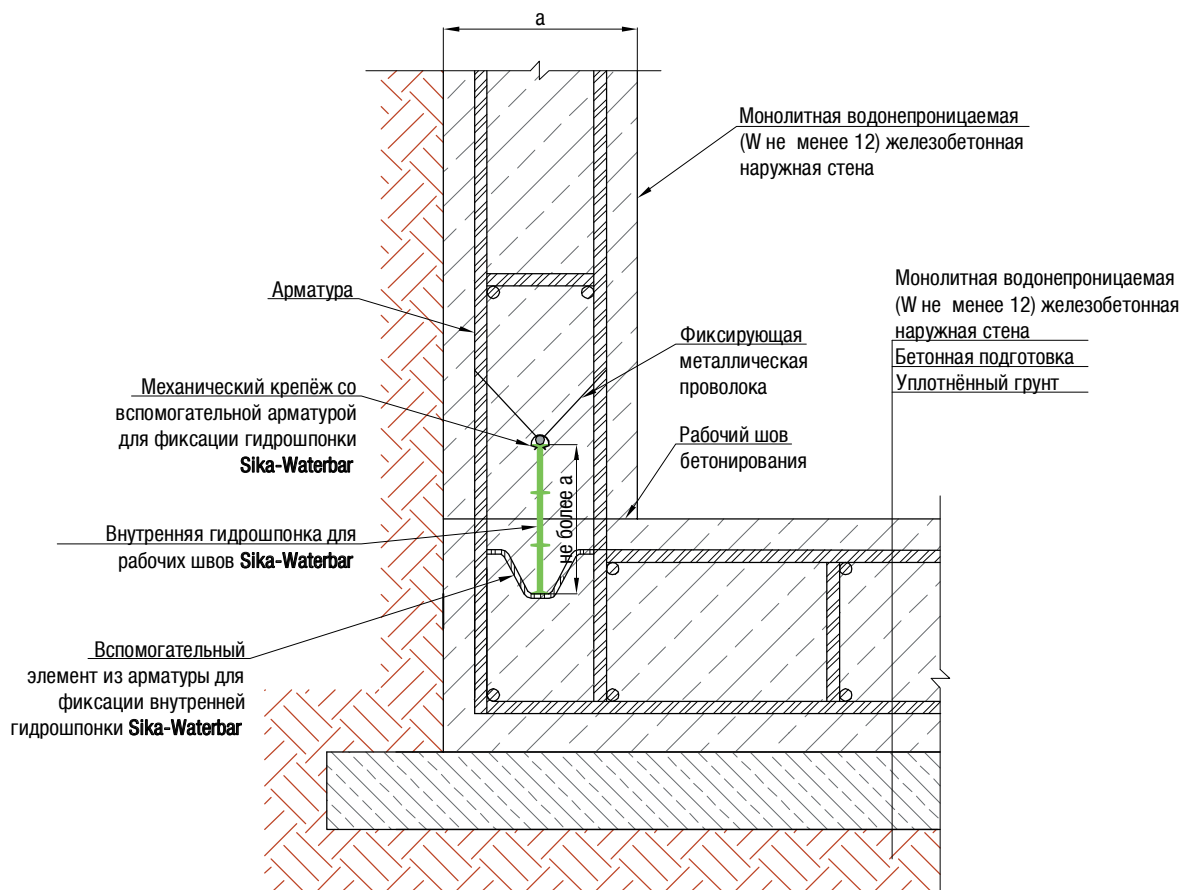 a
Монолитная водонепроницаемая
(W не менее 12) железобетонная
наружная стена
Монолитная водонепроницаемая
(W не менее 12) железобетонная
наружная стена
Бетонная подготовка
Уплотнённый грунт
Арматура
Фиксирующая
металлическая
проволока
Механический крепёж со
вспомогательной арматурой
для фиксации гидрошпонки
Sika-Waterbar
Рабочий шов
бетонирования
не более a
Внутренняя гидрошпонка для
рабочих швов Sika-Waterbar
Вспомогательный
элемент из арматуры для
фиксации внутренней
гидрошпонки Sika-Waterbar